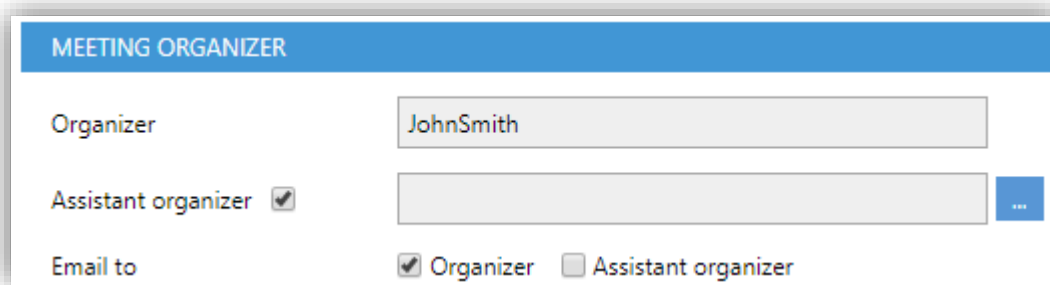 MEETING ORGANIZER
Organizer JohnSmith
Assistant organizer ...
Email to Organizer Assistant organizer